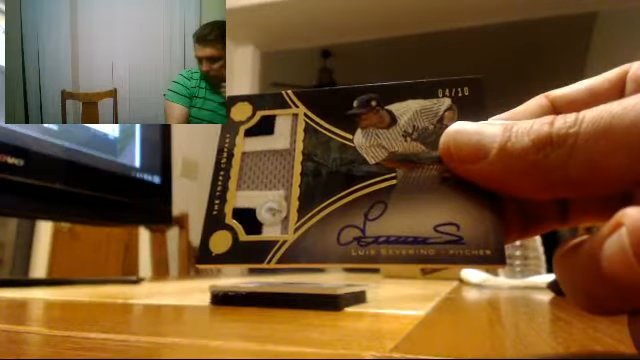 04/10
THE TOPPS COMPANY
LUIS SEVERINO - PITCHER